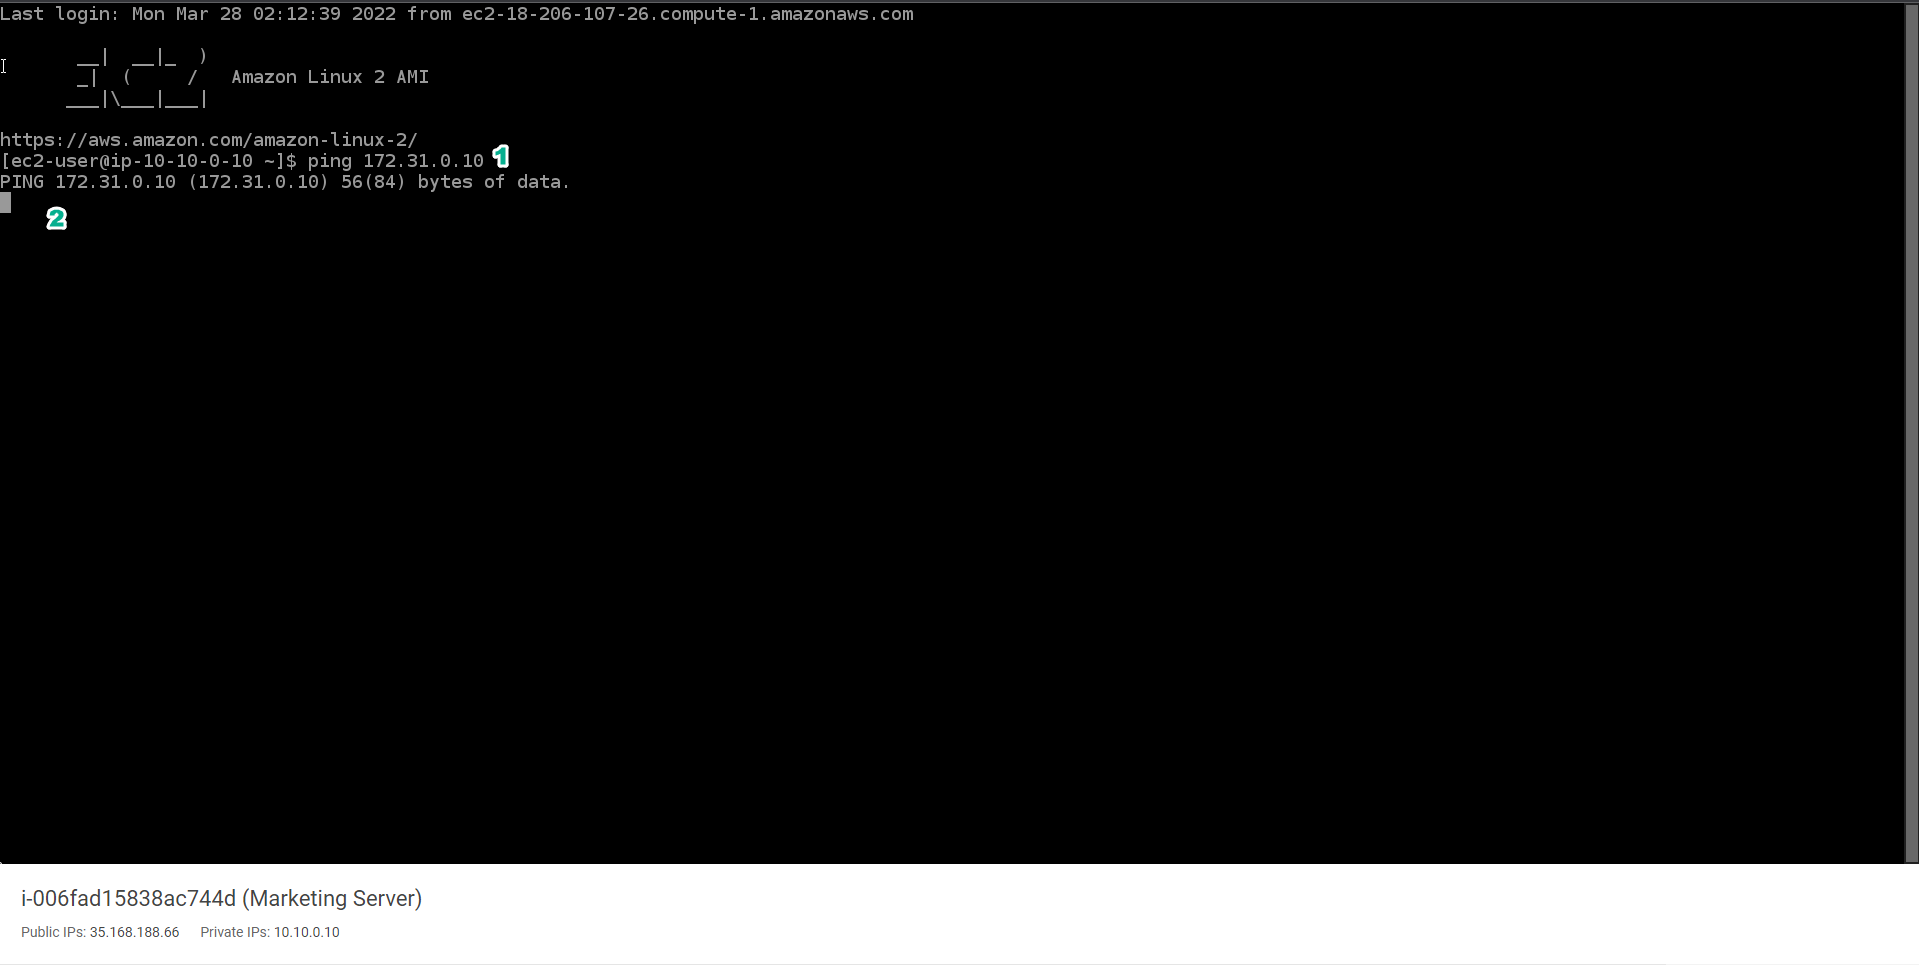 Last login: Mon Mar 28 02:12:39 2022 from ec2-18-206-107-26.compute-1.amazonaws.com
       __|  __|_  )
       _|  (     /   Amazon Linux 2 AMI
      ___|\___|___|
https://aws.amazon.com/amazon-linux-2/
[ec2-user@ip-10-10-0-10 ~]$ ping 172.31.0.10 1
PING 172.31.0.10 (172.31.0.10) 56(84) bytes of data.
2
i-006fad15838ac744d (Marketing Server)
Public IPs: 35.168.188.66 Private IPs: 10.10.0.10